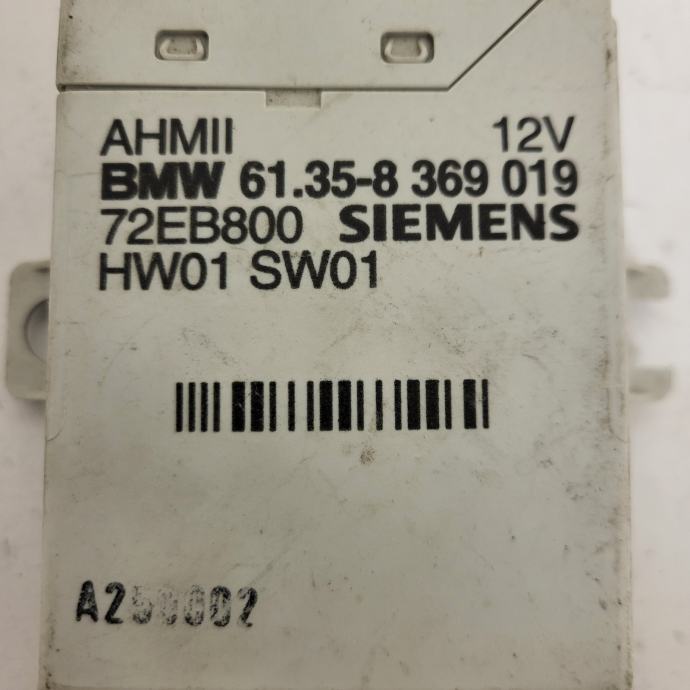 AHMII 12V
BMW 61.35-8 369 019
72EB800 SIEMENS
HW01 SW01